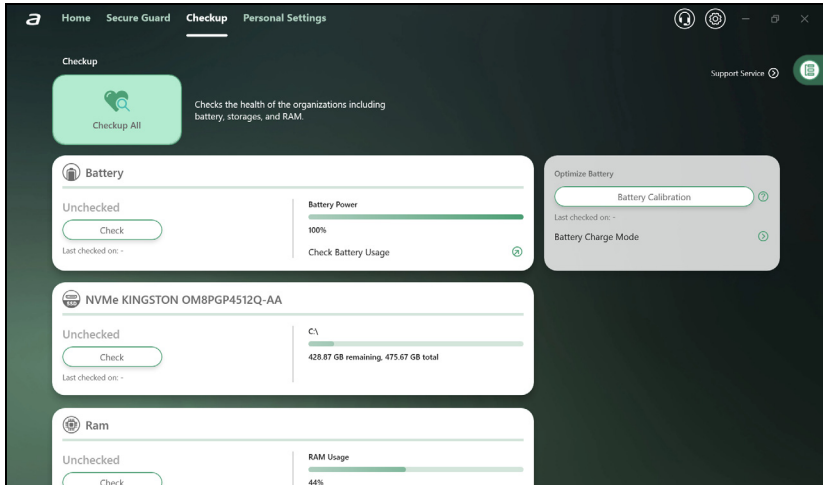 a Home Secure Guard Checkup Personal Settings
Checkup
Support Service
Checkup All
Checks the health of the organizations including
battery, storages, and RAM.
Battery
Unchecked
Check
Last checked on: -
Battery Power
100%
Check Battery Usage
Optimize Battery
Battery Calibration
Last checked on: -
Battery Charge Mode
NVMe KINGSTON OM8PGP4512Q-AA
Unchecked
Check
Last checked on: -
C:\
428.87 GB remaining, 475.67 GB total
Ram
Unchecked
Check
RAM Usage
44%